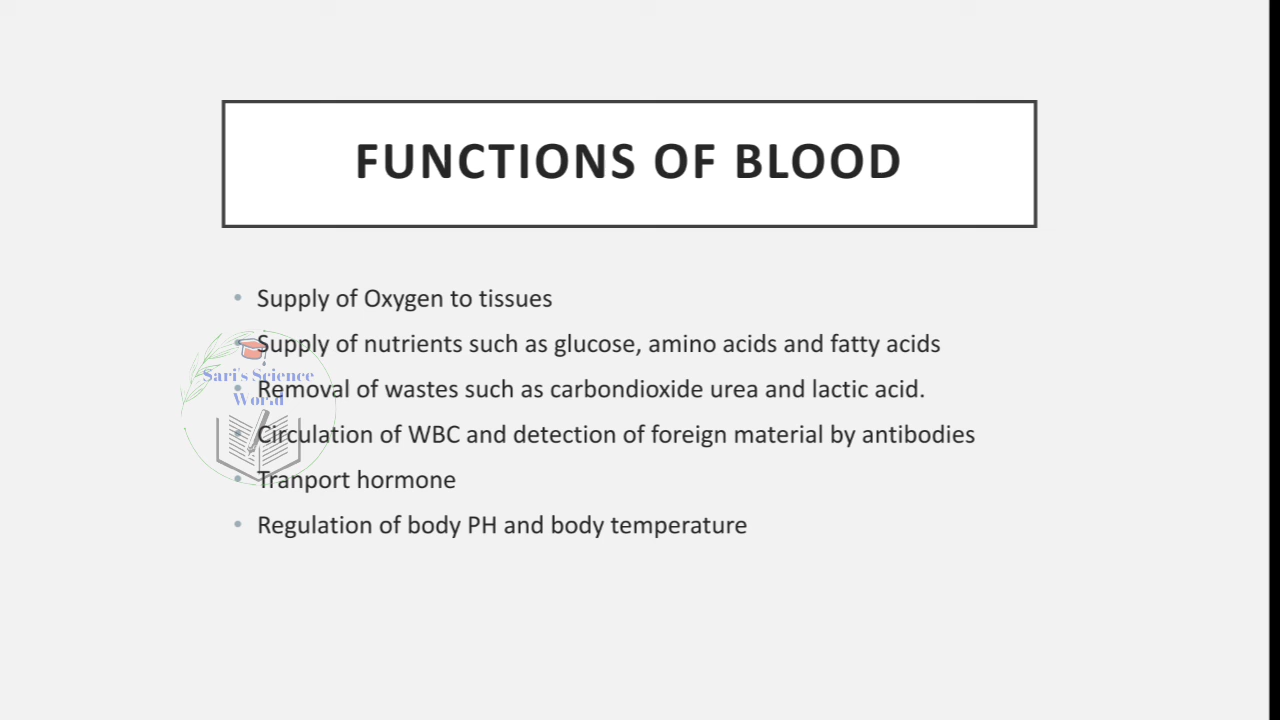 FUNCTIONS OF BLOOD
• Supply of Oxygen to tissues
• Supply of nutrients such as glucose, amino acids and fatty acids
• Removal of wastes such as carbondioxide urea and lactic acid.
• Circulation of WBC and detection of foreign material by antibodies
• Tranport hormone
• Regulation of body PH and body temperature
Sari's Science
World